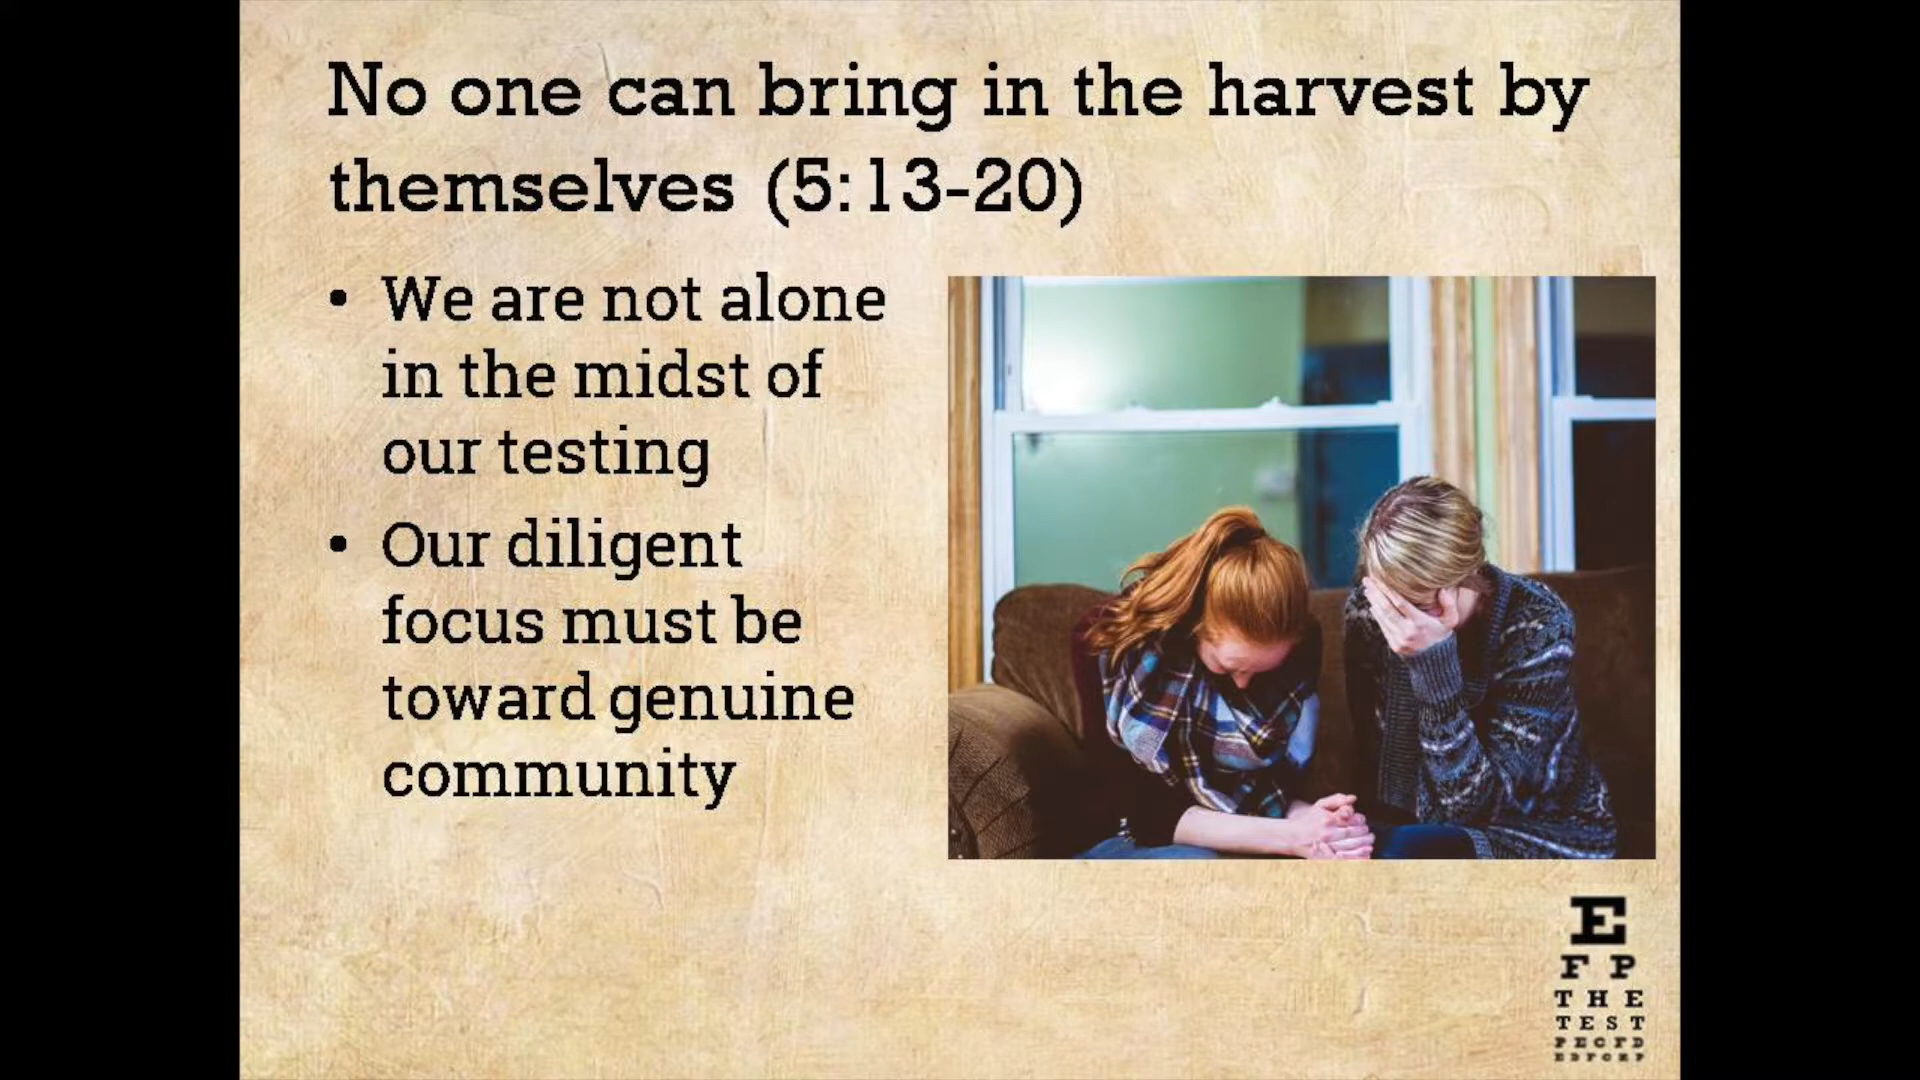 No one can bring in the harvest by
themselves (5:13-20)
• We are not alone
in the midst of
our testing
• Our diligent
focus must be
toward genuine
community
E
F P
T H E
T E S T
P E C F D